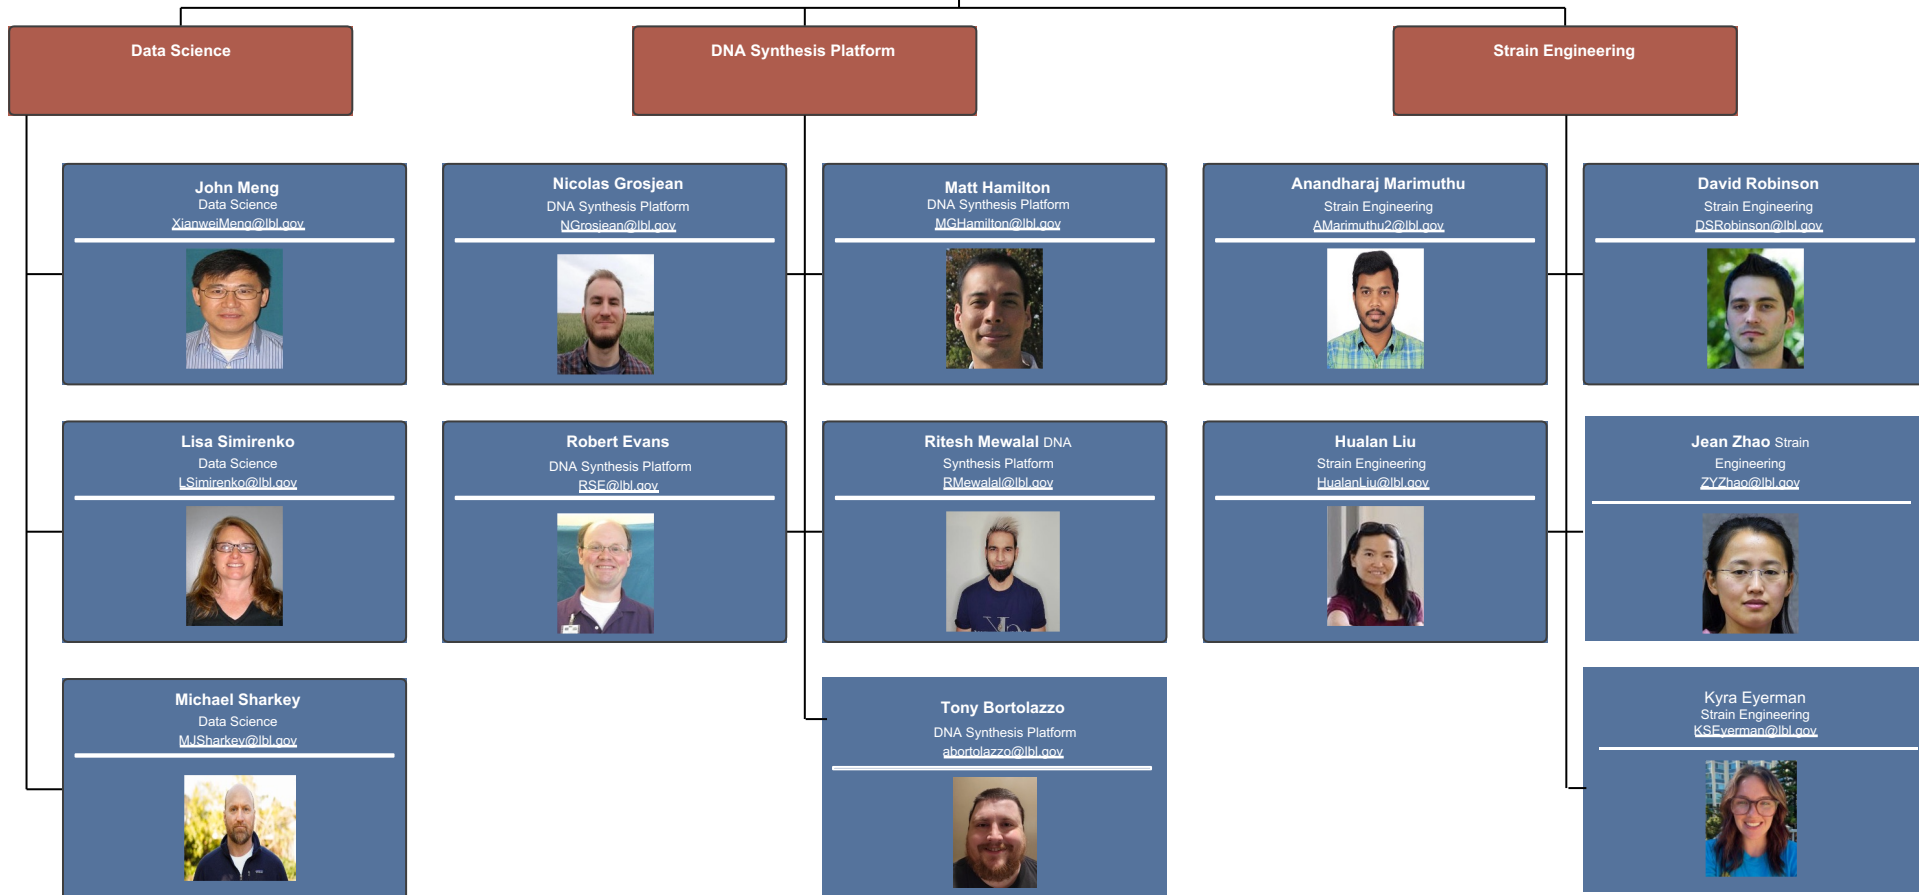 Data Science
DNA Synthesis Platform
Strain Engineering
John Meng
Data Science
XianweiMeng@lbl.gov
Nicolas Grosjean
DNA Synthesis Platform
NGrosjean@lbl.gov
Matt Hamilton
DNA Synthesis Platform
MGHamilton@lbl.gov
Anandharaj Marimuthu
Strain Engineering
AMarimuthu2@lbl.gov
David Robinson
Strain Engineering
DSRobinson@lbl.gov
Lisa Simirenko
Data Science
LSimirenko@lbl.gov
Robert Evans
DNA Synthesis Platform
RSE@lbl.gov
Ritesh Mewalal DNA
Synthesis Platform
RMewalal@lbl.gov
Hualan Liu
Strain Engineering
HualanLiu@lbl.gov
Jean Zhao Strain
Engineering
ZYZhao@lbl.gov
Michael Sharkey
Data Science
MJSharkey@lbl.gov
Tony Bortolazzo
DNA Synthesis Platform
abortolazzo@lbl.gov
Kyra Eyerman
Strain Engineering
KSEyerman@lbl.gov